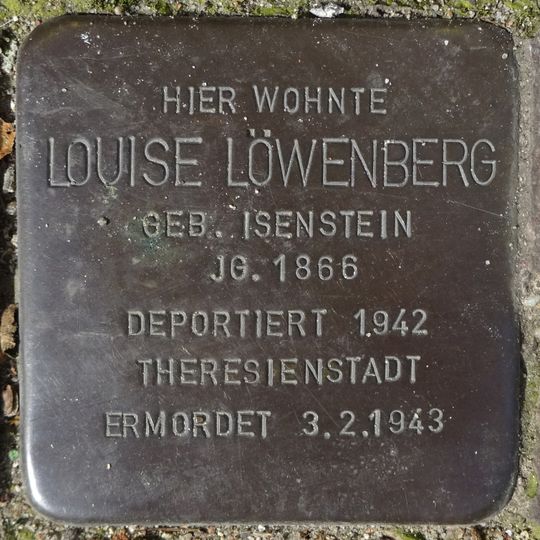 HIER WOHNTE
LOUISE LÖWENBERG
GEB. ISENSTEIN
JG. 1866
DEPORTIERT 1942
THERESIENSTADT
ERMORDET 3.2.1943